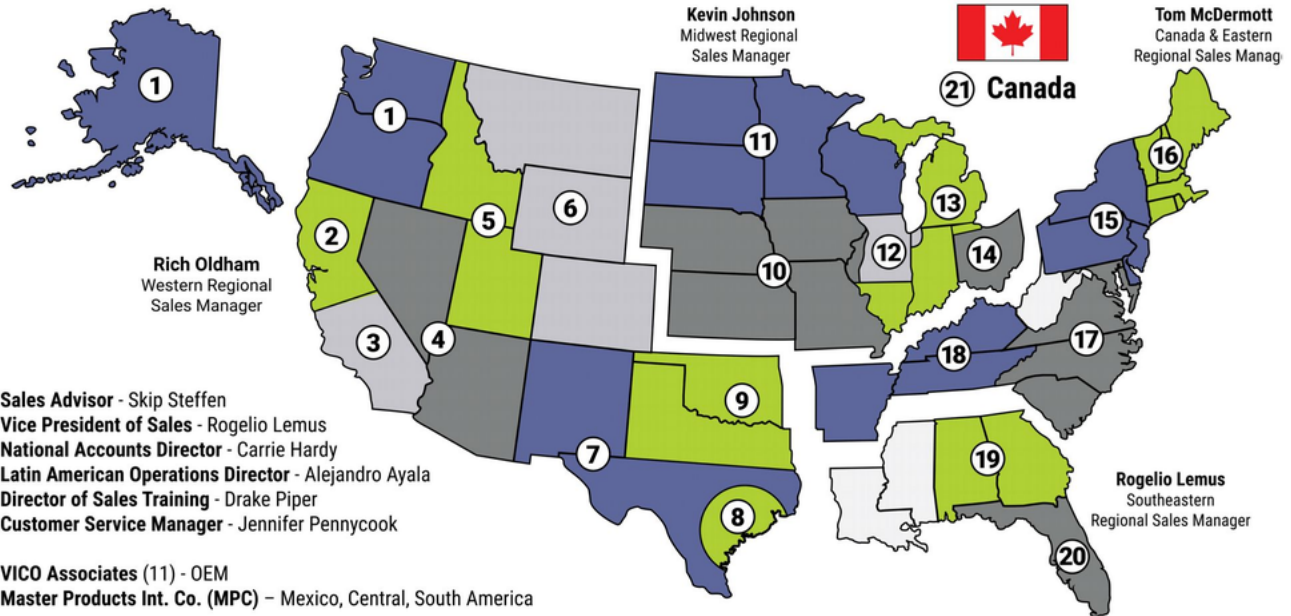 Kevin Johnson
Midwest Regional
Sales Manager
Tom McDermott
Canada & Eastern
Regional Sales Manag
21 Canada
1
1
2
3
4
5
6
7
8
9
10
11
12
13
14
15
16
17
18
19
20
Rich Oldham
Western Regional
Sales Manager
Rogelio Lemus
Southeastern
Regional Sales Manager
Sales Advisor - Skip Steffen
Vice President of Sales - Rogelio Lemus
National Accounts Director - Carrie Hardy
Latin American Operations Director - Alejandro Ayala
Director of Sales Training - Drake Piper
Customer Service Manager - Jennifer Pennycook
VICO Associates (11) - OEM
Master Products Int. Co. (MPC) – Mexico, Central, South America